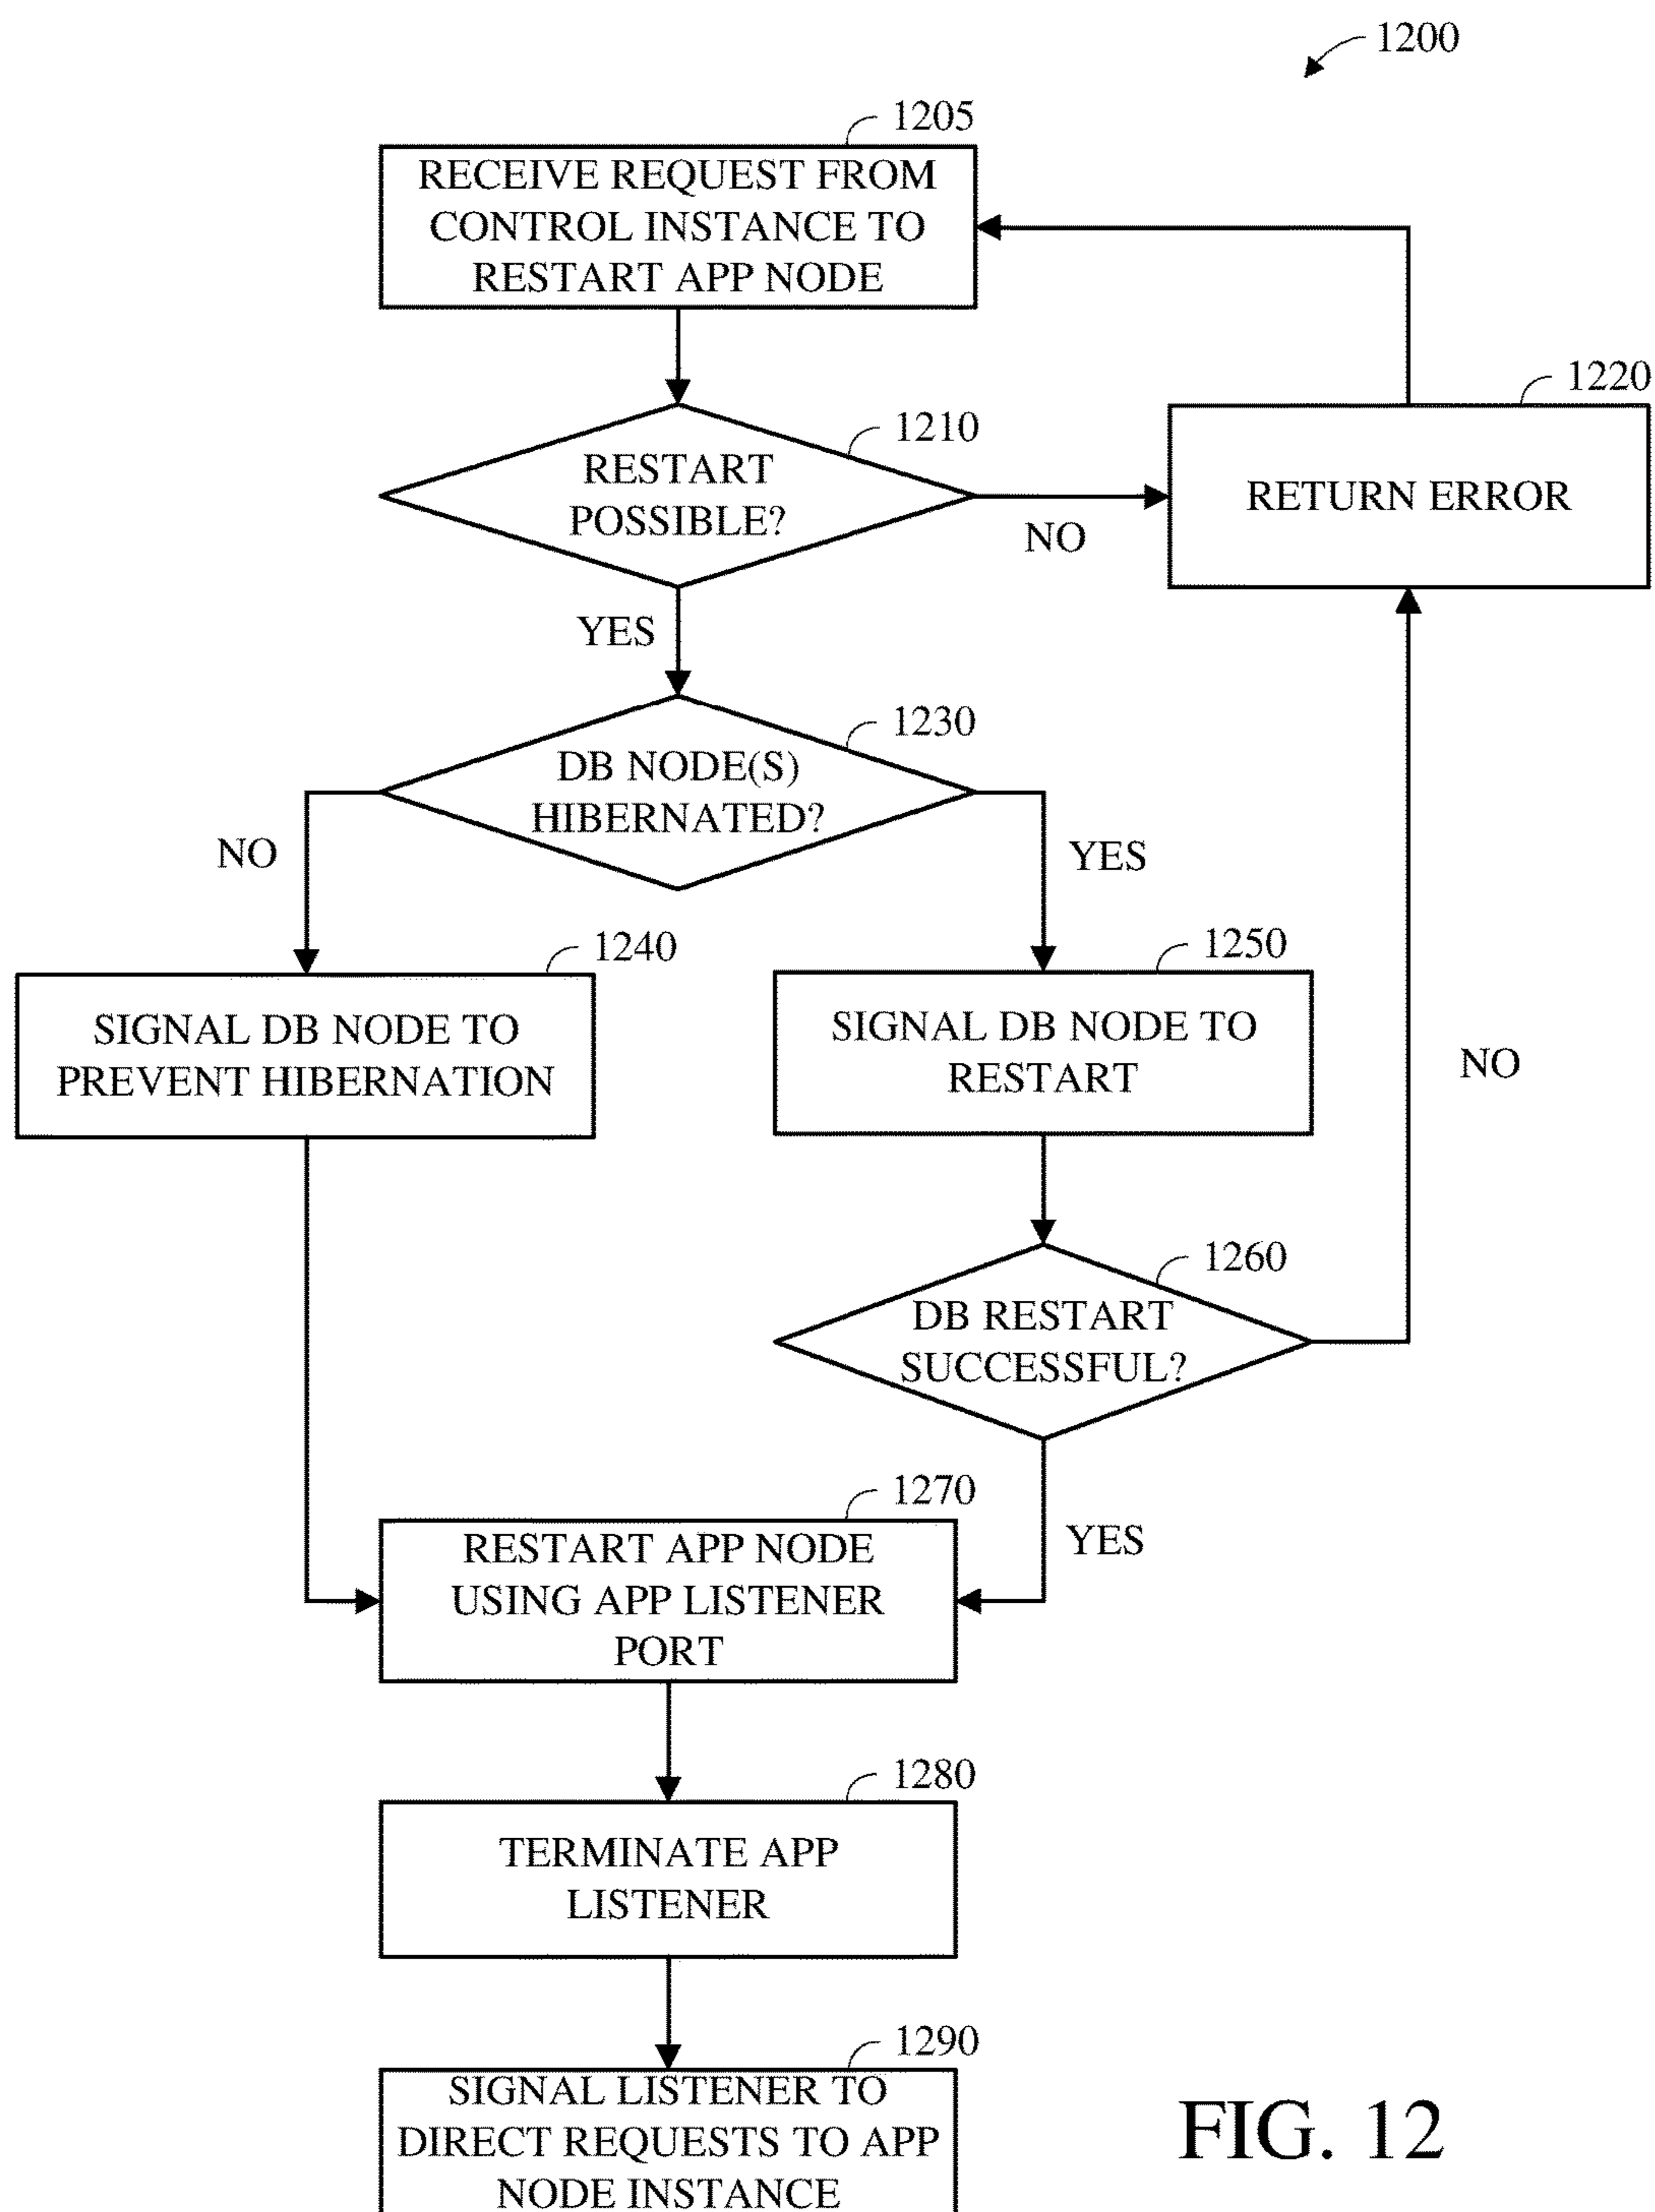 1200
1205
RECEIVE REQUEST FROM
CONTROL INSTANCE TO
RESTART APP NODE
1210
RESTART
POSSIBLE?
NO
1220
RETURN ERROR
YES
1230
DB NODE(S)
HIBERNATED?
NO
YES
1240
SIGNAL DB NODE TO
PREVENT HIBERNATION
1250
SIGNAL DB NODE TO
RESTART
NO
1260
DB RESTART
SUCCESSFUL?
YES
1270
RESTART APP NODE
USING APP LISTENER
PORT
1280
TERMINATE APP
LISTENER
1290
SIGNAL LISTENER TO
DIRECT REQUESTS TO APP
NODE INSTANCE
FIG. 12